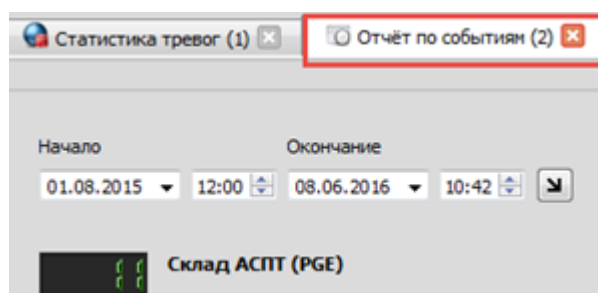 Статистика тревог (1) Отчёт по событиям (2)
Начало Окончание
01.08.2015 12:00 08.06.2016 10:42
Склад АСПТ (PGE)